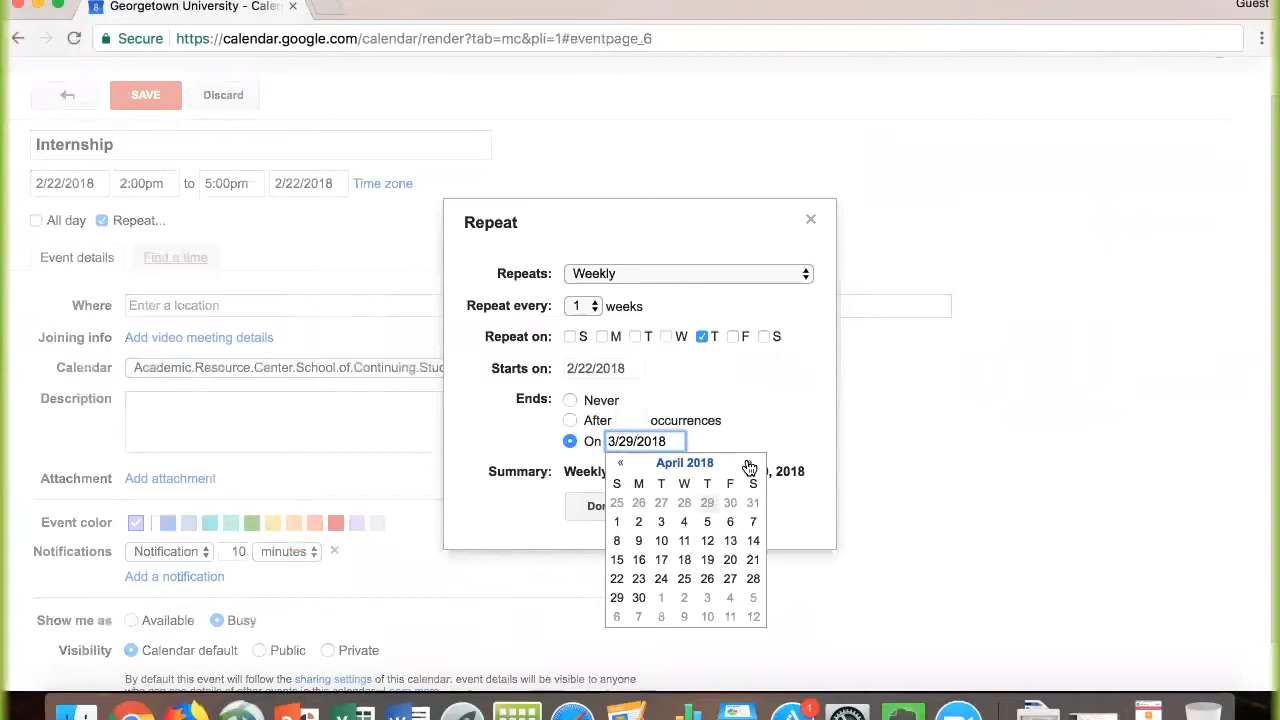 Georgetown University - Calen ×
Guest
Secure https://calendar.google.com/calendar/render?tab=mc&pli=1#eventpage_6
SAVE Discard
Internship
2/22/2018 2:00pm to 5:00pm 2/22/2018 Time zone
All day Repeat...
Event details Find a time
Where Enter a location
Joining info Add video meeting details
Calendar Academic.Resource.Center.School.of.Continuing.Stud
Description
Attachment Add attachment
Event color
Notifications Notification 10 minutes ×
Add a notification
Show me as Available Busy
Visibility Calendar default Public Private
By default this event will follow the sharing settings of this calendar. event details will be visible to anyone
Repeat ×
Repeats: Weekly
Repeat every: 1 weeks
Repeat on: S M T W T F S
Starts on: 2/22/2018
Ends: Never
After occurrences
On 3/29/2018
Summary: Weekly , 2018
Don
« April 2018
S M T W T F S
25 26 27 28 29 30 31
1 2 3 4 5 6 7
8 9 10 11 12 13 14
15 16 17 18 19 20 21
22 23 24 25 26 27 28
29 30 1 2 3 4 5
6 7 8 9 10 11 12
1